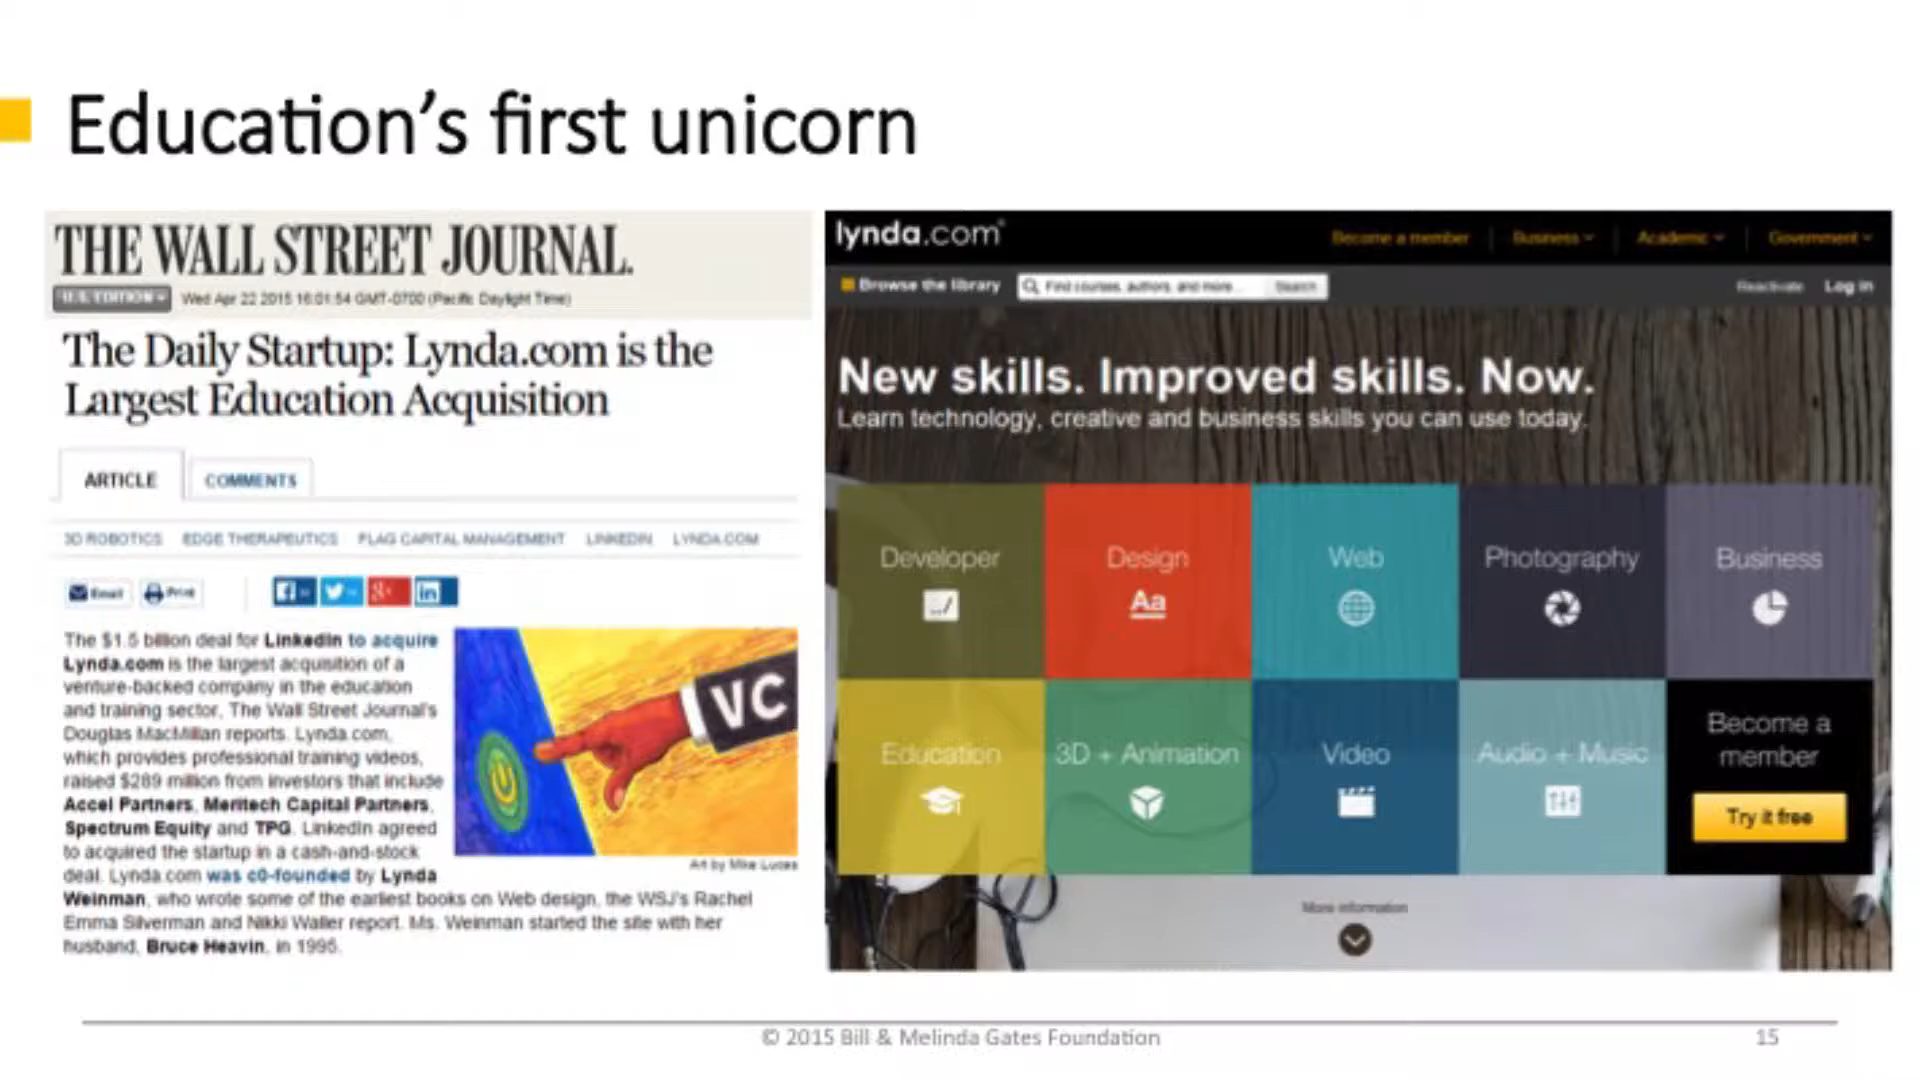 Education's first unicorn
THE WALL STREET JOURNAL.
U.S. EDITION Wed Apr 22 2015 16:01:54 GMT-0700 (Pacific Daylight Time)
The Daily Startup: Lynda.com is the
Largest Education Acquisition
ARTICLE COMMENTS
3D ROBOTICS EDGE THERAPEUTICS FLAG CAPITAL MANAGEMENT LINKEDIN LYNDA.COM
Email Print
The $1.5 billion deal for LinkedIn to acquire
Lynda.com is the largest acquisition of a
venture-backed company in the education
and training sector, The Wall Street Journal's
Douglas MacMillan reports. Lynda.com,
which provides professional training videos,
raised $289 million from investors that include
Accel Partners, Meritech Capital Partners,
Spectrum Equity and TPG. LinkedIn agreed
to acquired the startup in a cash-and-stock
deal. Lynda.com was c0-founded by Lynda
Weinman, who wrote some of the earliest books on Web design, the WSJ's Rachel
Emma Silverman and Nikki Waller report. Ms. Weinman started the site with her
husband, Bruce Heavin, in 1995.
VC
Art by Mike Lucas
lynda.com
Become a member Business Academic Government
Browse the library Find courses, authors, and more... Search Reactivate Log in
New skills. Improved skills. Now.
Learn technology, creative and business skills you can use today.
Developer Design Web Photography Business
Aa
Education 3D + Animation Video Audio + Music
Become a
member
Try it free
More information
© 2015 Bill & Melinda Gates Foundation
15